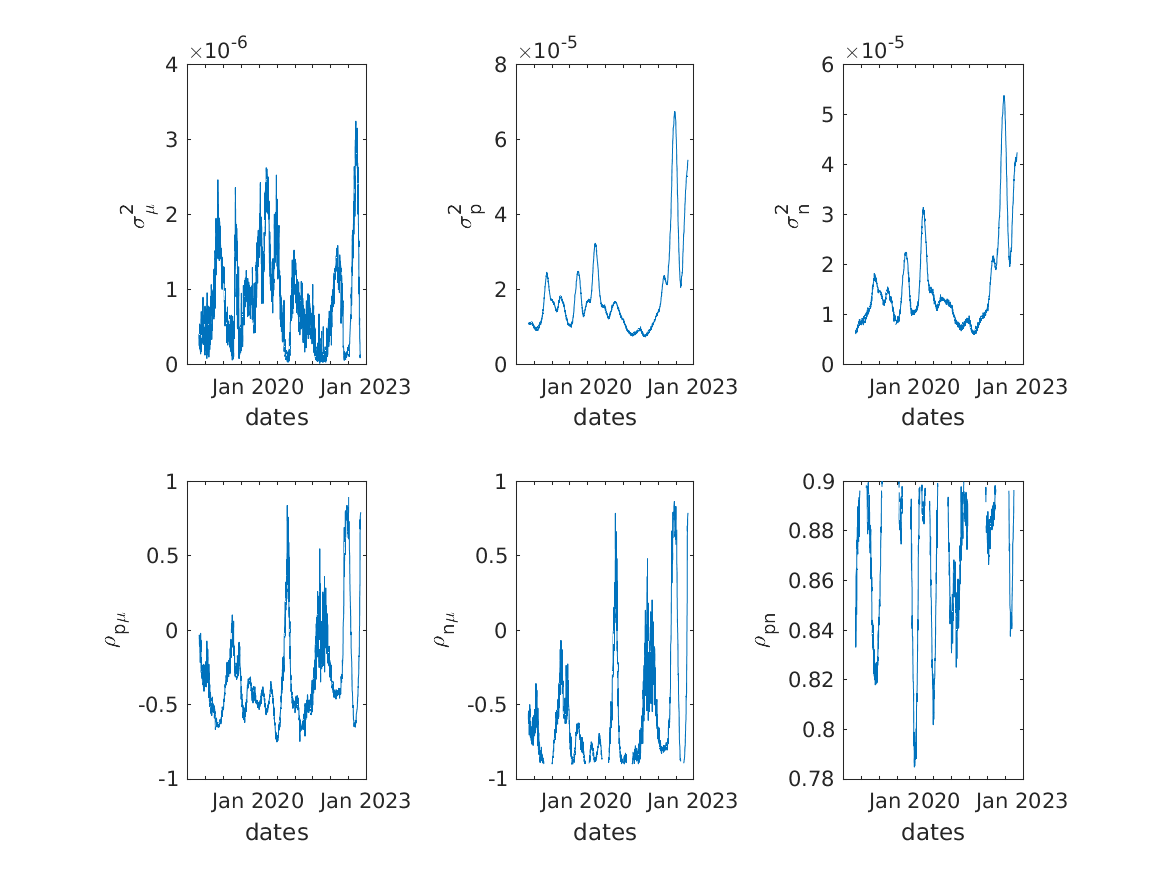 ×10⁻⁶
4
3
2
1
0
σ²μ
Jan 2020 Jan 2023
dates
×10⁻⁵
8
6
4
2
0
σ²p
Jan 2020 Jan 2023
dates
×10⁻⁵
6
5
4
3
2
1
0
σ²n
Jan 2020 Jan 2023
dates
1
0.5
0
-0.5
-1
ρpμ
Jan 2020 Jan 2023
dates
1
0.5
0
-0.5
-1
ρnμ
Jan 2020 Jan 2023
dates
0.9
0.88
0.86
0.84
0.82
0.8
0.78
ρpn
Jan 2020 Jan 2023
dates